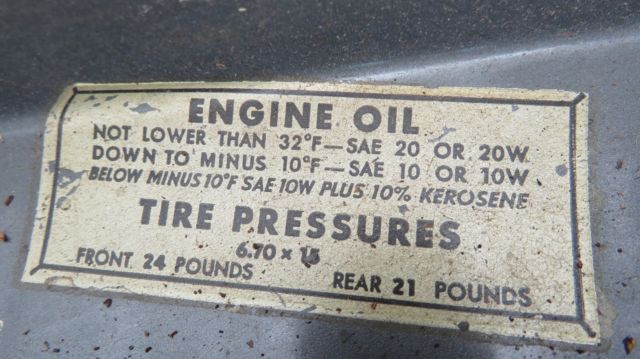 ENGINE OIL
NOT LOWER THAN 32°F—SAE 20 OR 20W
DOWN TO MINUS 10°F—SAE 10 OR 10W
BELOW MINUS 10°F SAE 10W PLUS 10% KEROSENE
TIRE PRESSURES
6.70 × 15
FRONT 24 POUNDS REAR 21 POUNDS